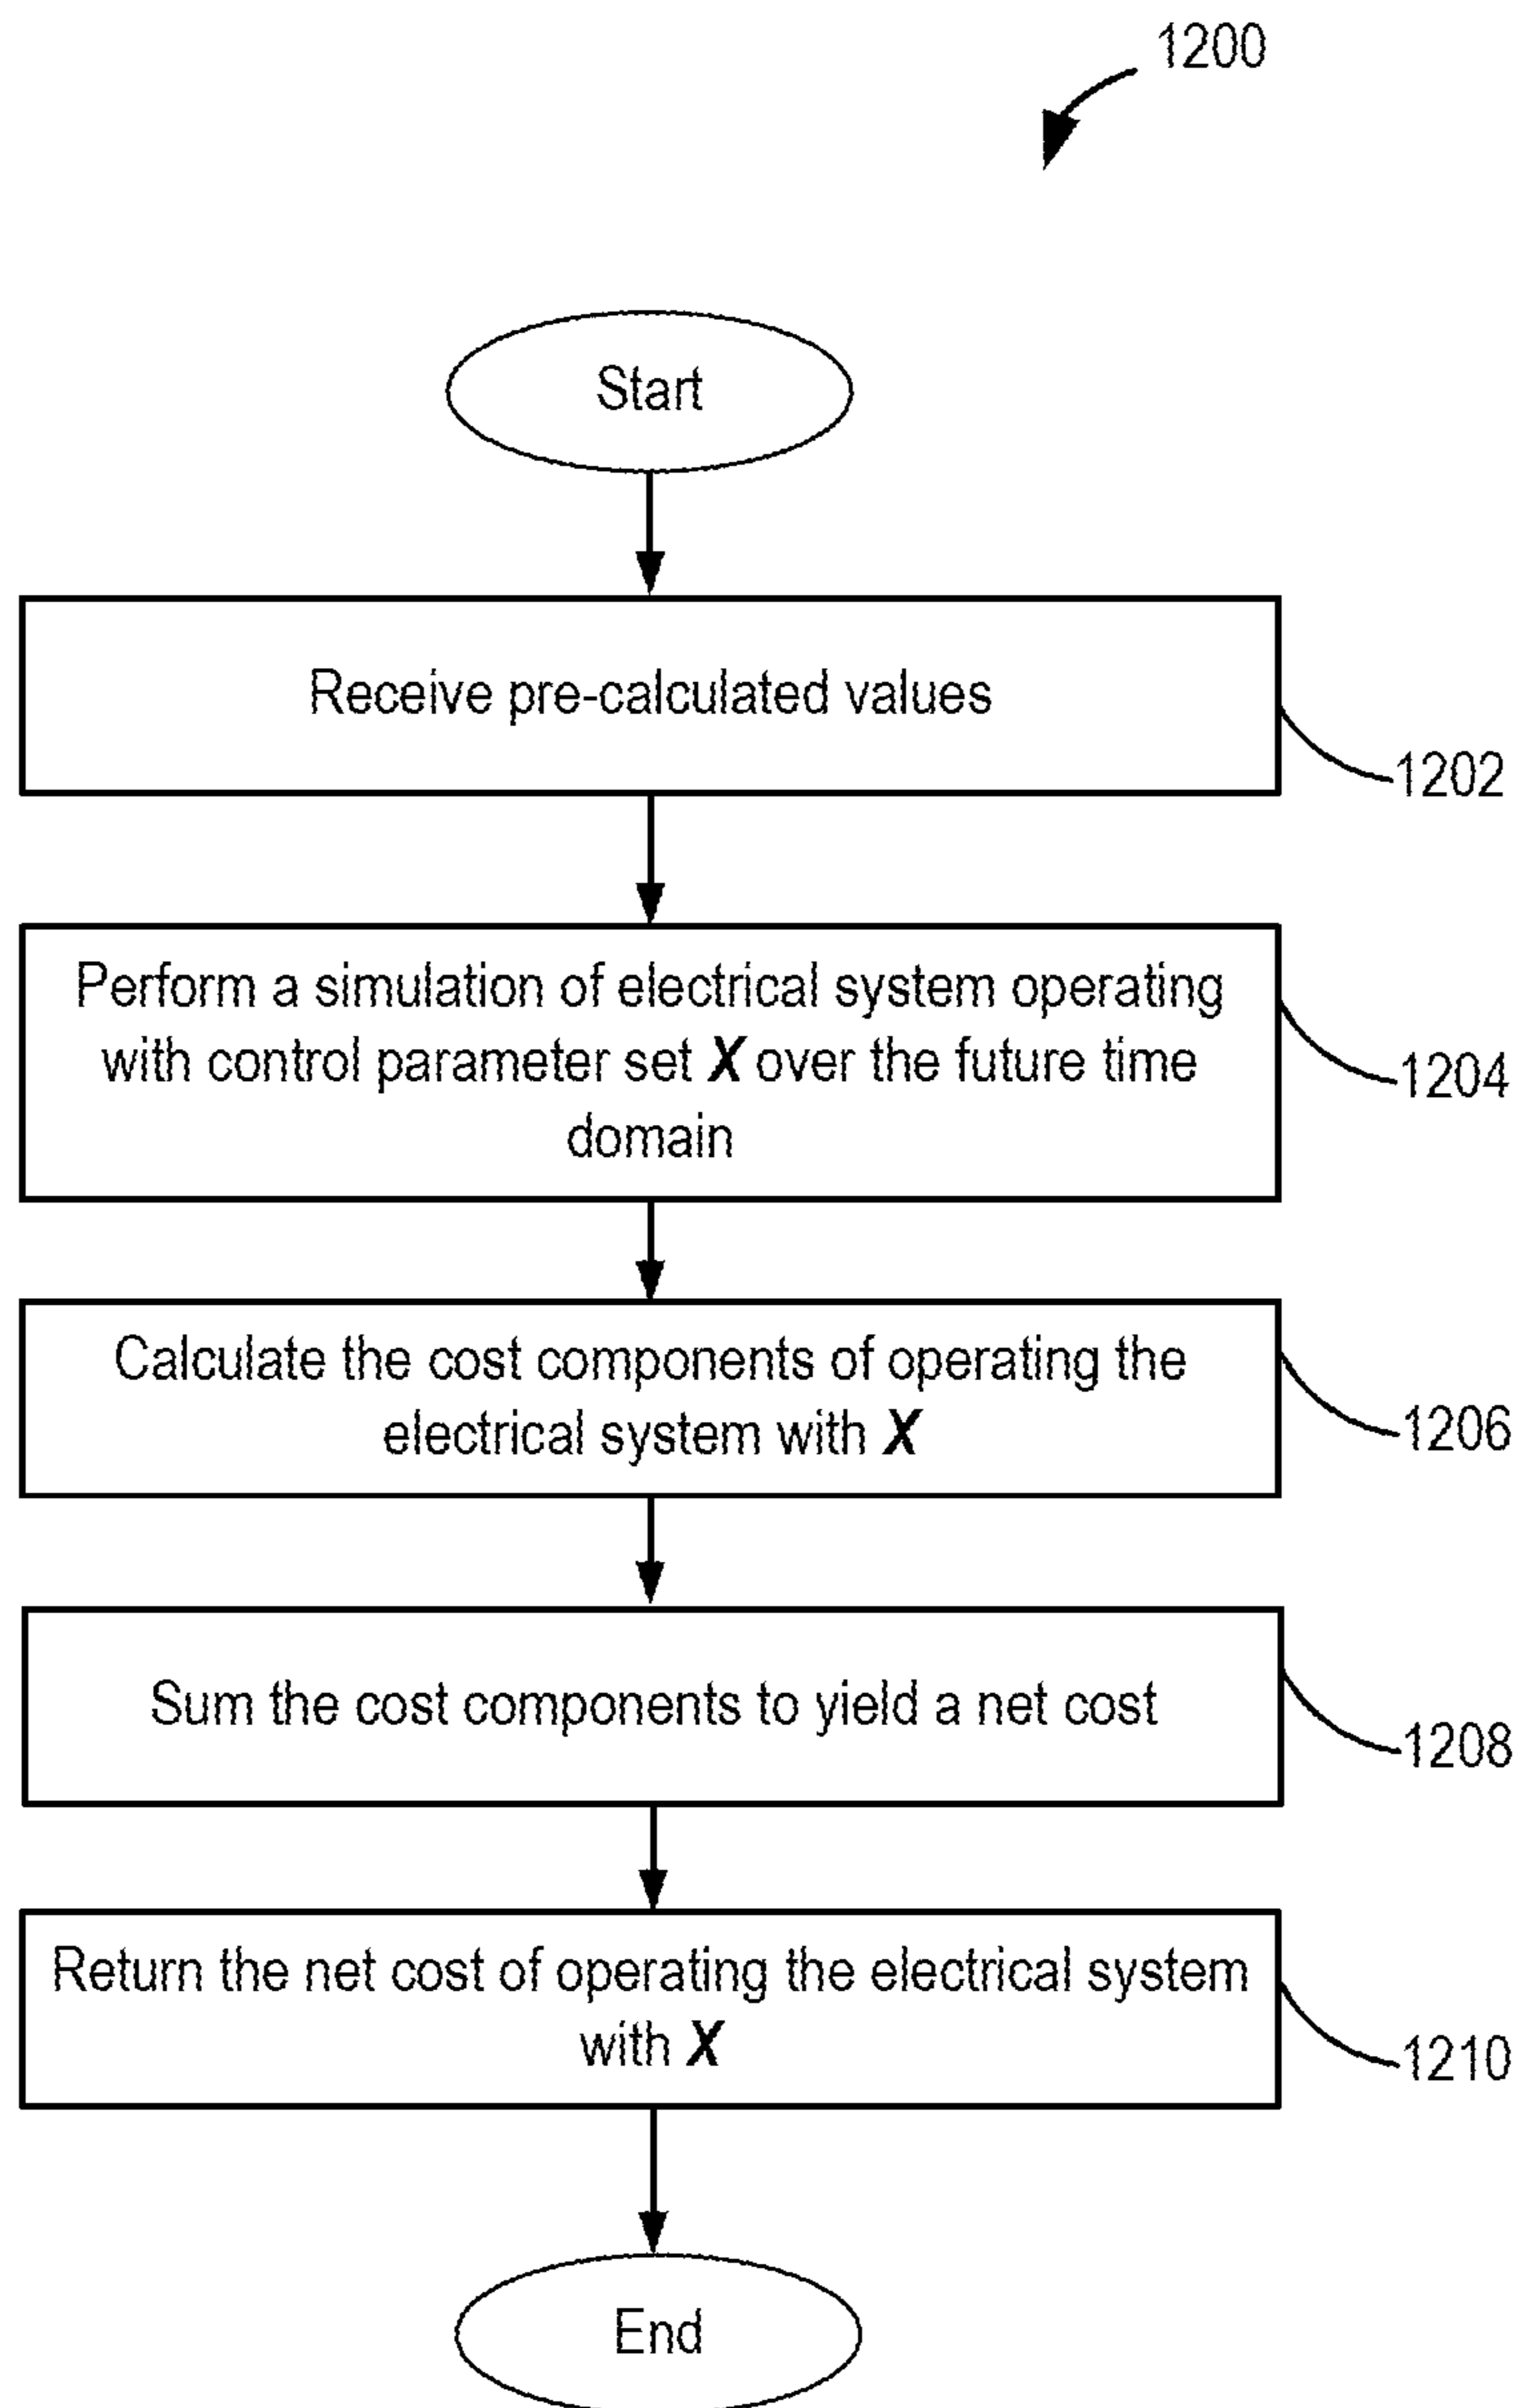 1200
Start
Receive pre-calculated values
1202
Perform a simulation of electrical system operating
with control parameter set X over the future time
domain
1204
Calculate the cost components of operating the
electrical system with X
1206
Sum the cost components to yield a net cost
1208
Return the net cost of operating the electrical system
with X
1210
End